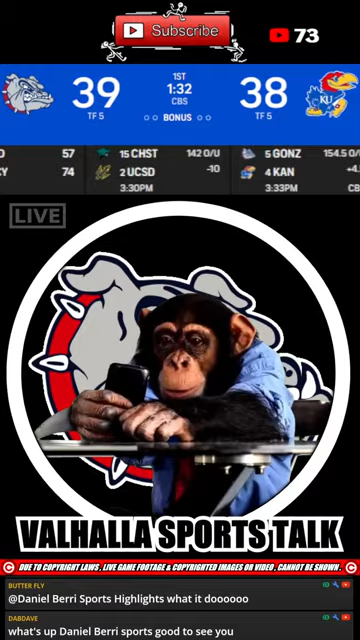 Subscribe
73
39
TF 5
1ST
1:32
CBS
BONUS
38
TF 5
KU
57
15 CHST 142 O/U
5 GONZ 154.5 O/
74
2 UCSD -10
4 KAN +4.
3:30PM
3:33PM
LIVE
VALHALLA SPORTS TALK
DUE TO COPYRIGHT LAWS , LIVE GAME FOOTAGE & COPYRIGHTED IMAGES ON VIDEO . CANNOT BE SHOWN .
BUTTER FLY
@Daniel Berri Sports Highlights what it doooooo
DABDAVE
what's up Daniel Berri sports good to see you